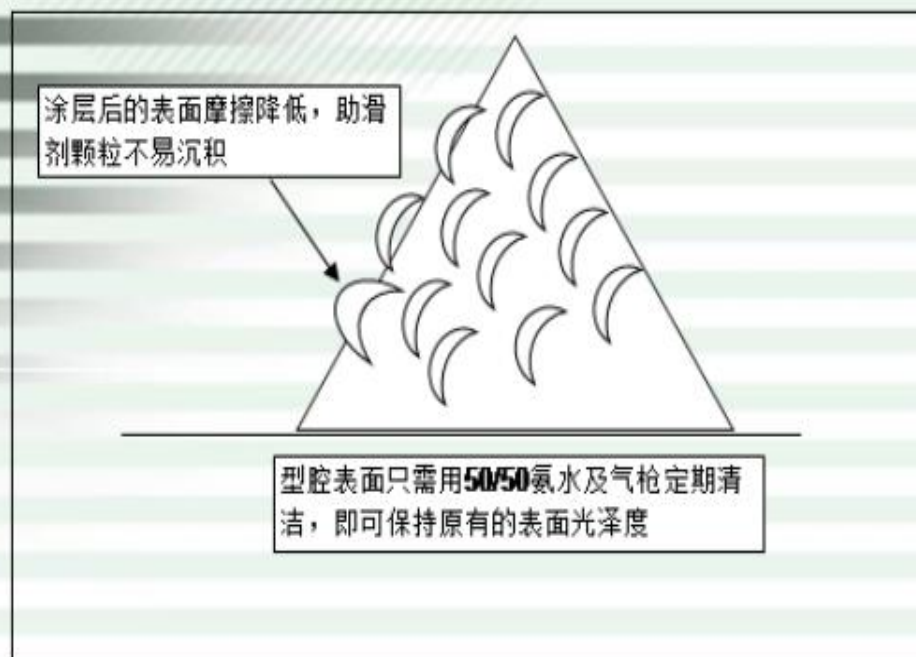 涂层后的表面摩擦降低，助滑
剂颗粒不易沉积
型腔表面只需用50/50氨水及气枪定期清
洁，即可保持原有的表面光泽度